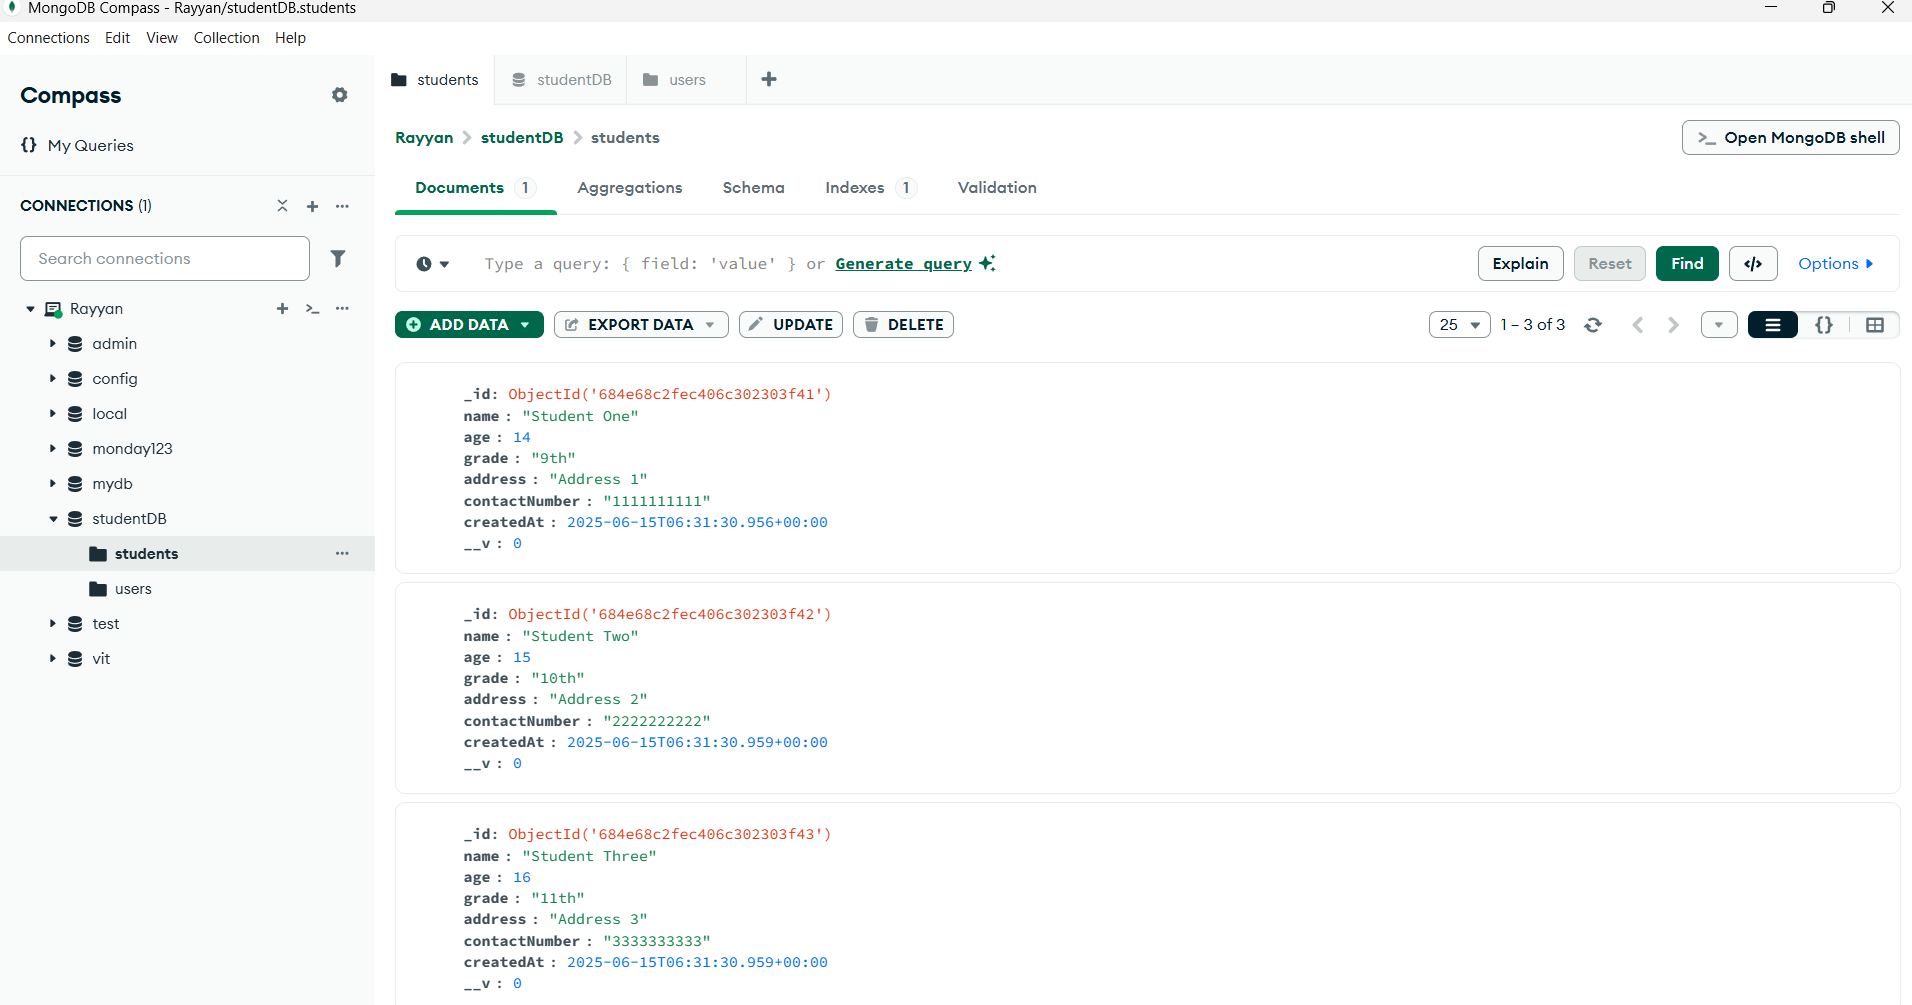 MongoDB Compass - Rayyan/studentDB.students
Connections Edit View Collection Help
Compass
{} My Queries
CONNECTIONS (1)
Search connections
Rayyan
admin
config
local
monday123
mydb
studentDB
students
users
test
vit
students studentDB users
Rayyan > studentDB > students
>_ Open MongoDB shell
Documents 1 Aggregations Schema Indexes 1 Validation
Type a query: { field: 'value' } or Generate query
Explain Reset Find </> Options
ADD DATA EXPORT DATA UPDATE DELETE
25 1 – 3 of 3 {}
_id: ObjectId('684e68c2fec406c302303f41')
name : "Student One"
age : 14
grade : "9th"
address : "Address 1"
contactNumber : "1111111111"
createdAt : 2025-06-15T06:31:30.956+00:00
__v : 0
_id: ObjectId('684e68c2fec406c302303f42')
name : "Student Two"
age : 15
grade : "10th"
address : "Address 2"
contactNumber : "2222222222"
createdAt : 2025-06-15T06:31:30.959+00:00
__v : 0
_id: ObjectId('684e68c2fec406c302303f43')
name : "Student Three"
age : 16
grade : "11th"
address : "Address 3"
contactNumber : "3333333333"
createdAt : 2025-06-15T06:31:30.959+00:00
__v : 0